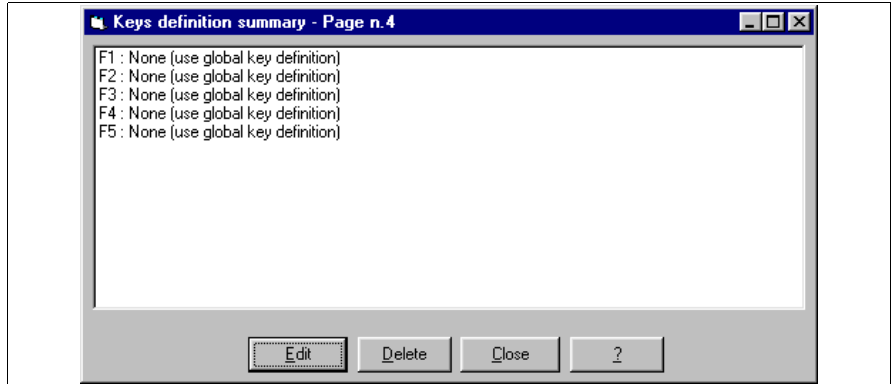 Keys definition summary - Page n.4
F1 : None (use global key definition)
F2 : None (use global key definition)
F3 : None (use global key definition)
F4 : None (use global key definition)
F5 : None (use global key definition)
Edit Delete Close ?